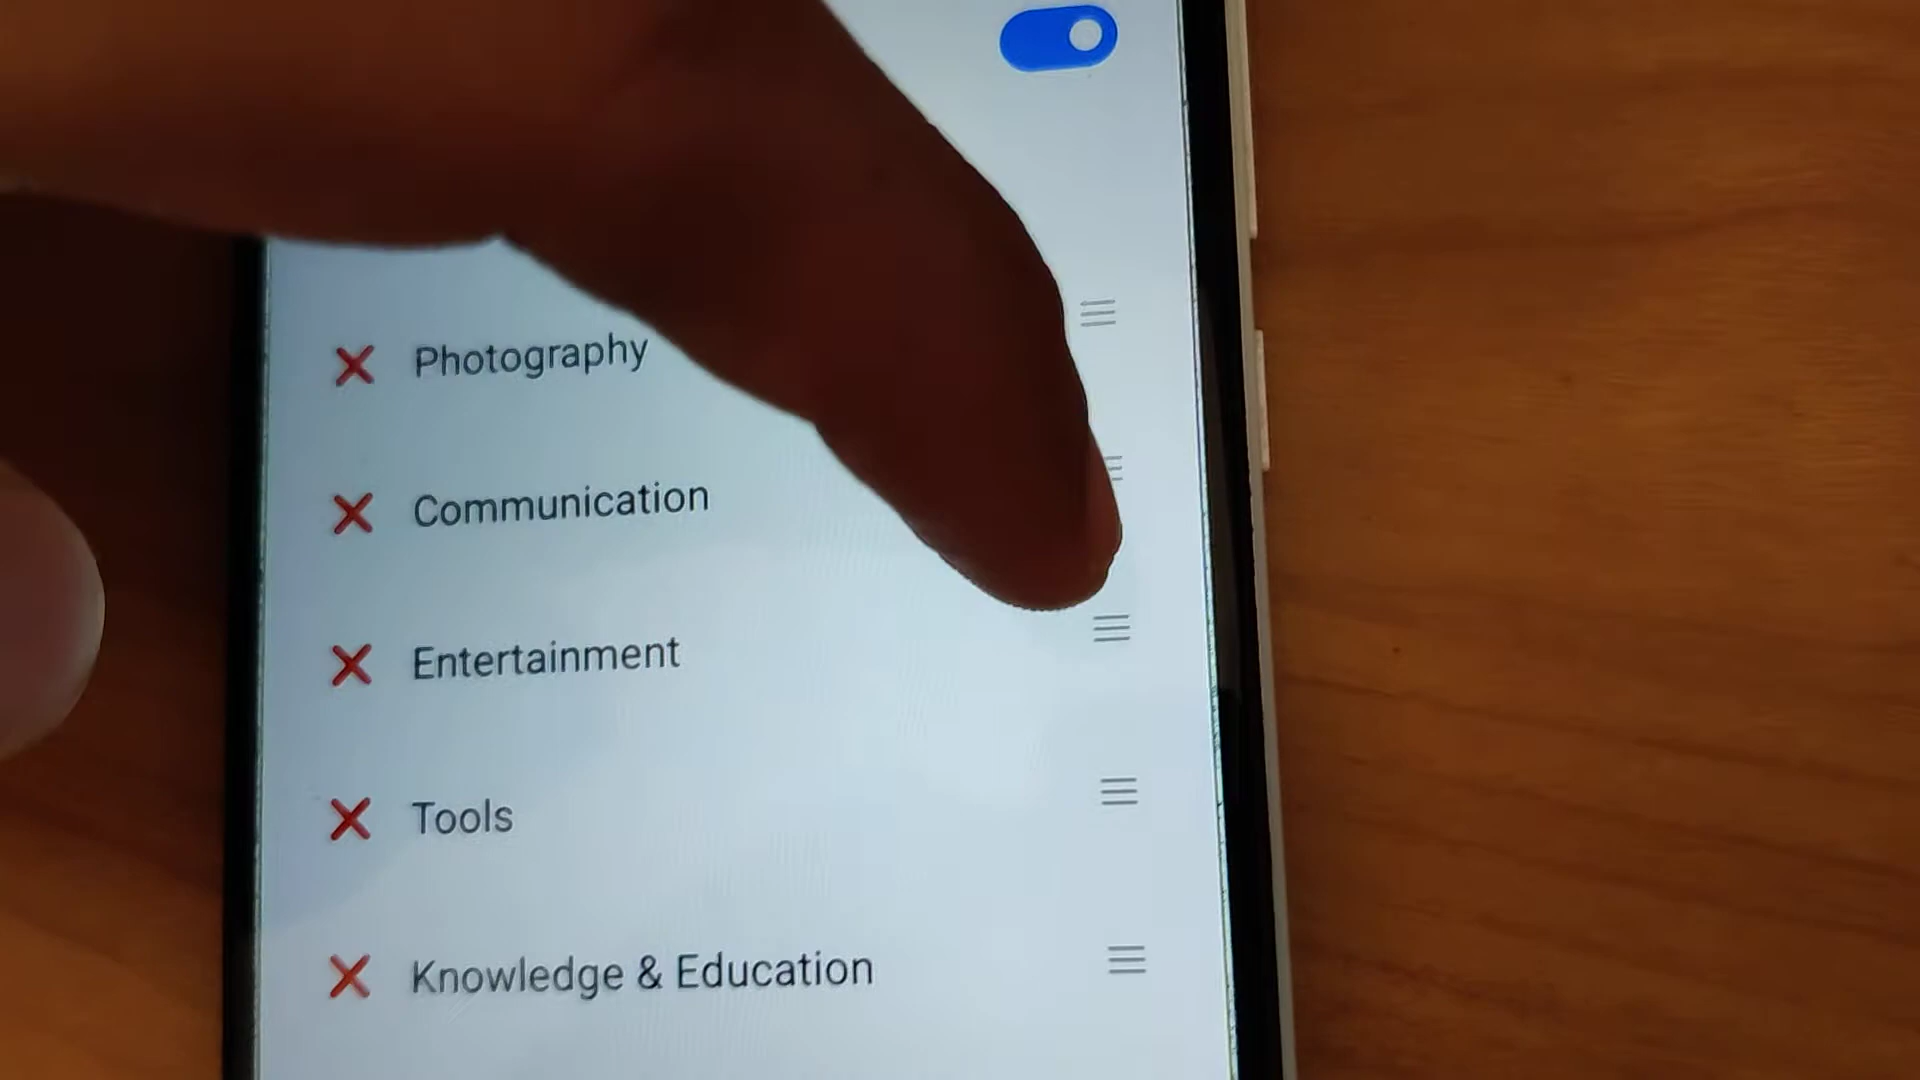 Photography
Communication
Entertainment
Tools
Knowledge & Education